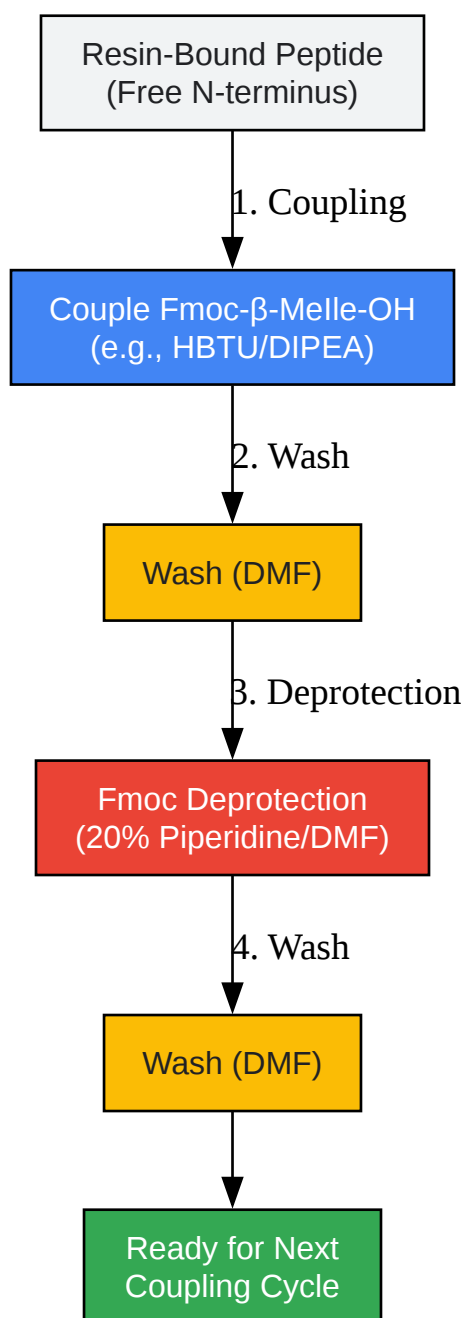 Resin-Bound Peptide
(Free N-terminus)
1. Coupling
Couple Fmoc-β-MeIle-OH
(e.g., HBTU/DIPEA)
2. Wash
Wash (DMF)
3. Deprotection
Fmoc Deprotection
(20% Piperidine/DMF)
4. Wash
Wash (DMF)
Ready for Next
Coupling Cycle